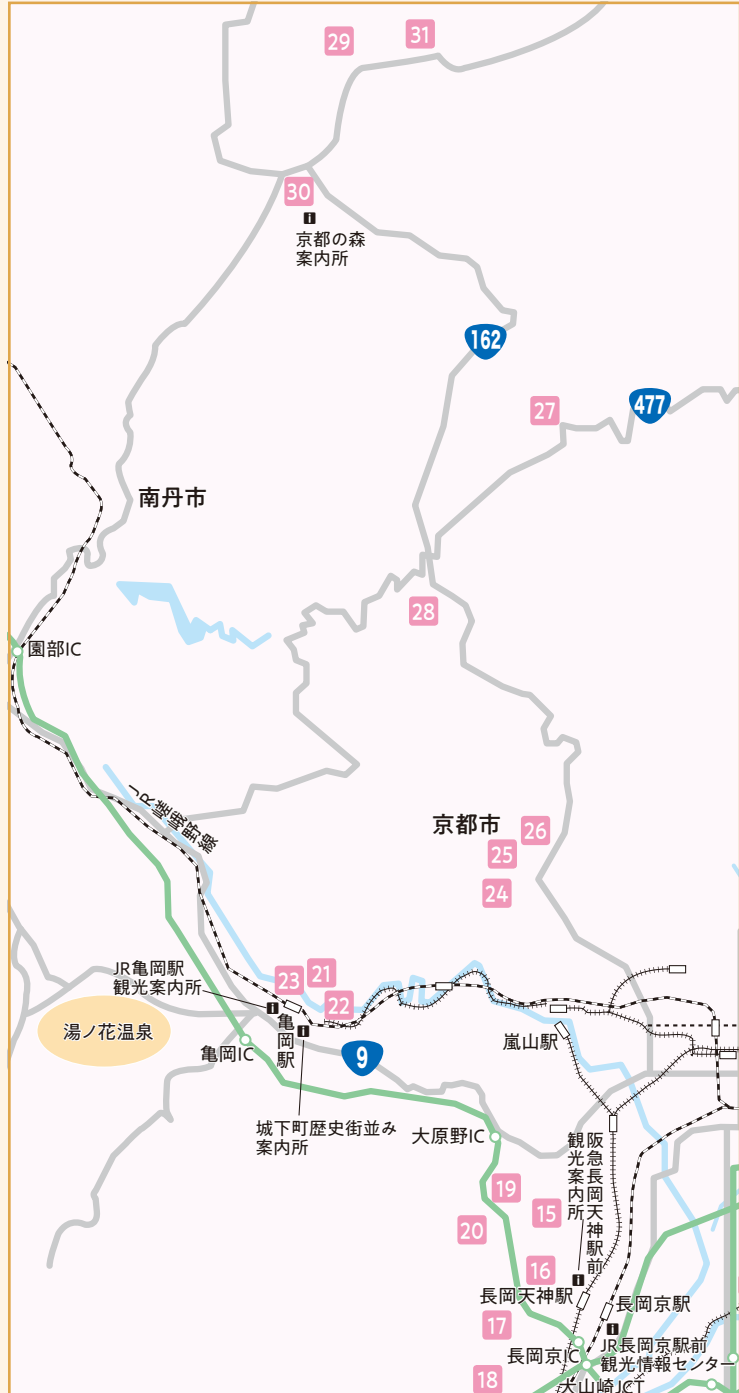 29
31
30
京都の森
案内所
162
27
477
南丹市
28
園部IC
JR嵯峨野線
京都市
26
25
24
JR亀岡駅
観光案内所
23
21
22
湯ノ花温泉
亀岡駅
亀岡IC
9
嵐山駅
城下町歴史街並み
案内所
大原野IC
阪急長岡天神駅前
観光案内所
19
15
20
16
長岡天神駅
長岡京駅
17
JR長岡京駅前
観光情報センター
長岡京IC
18
大山崎JCT